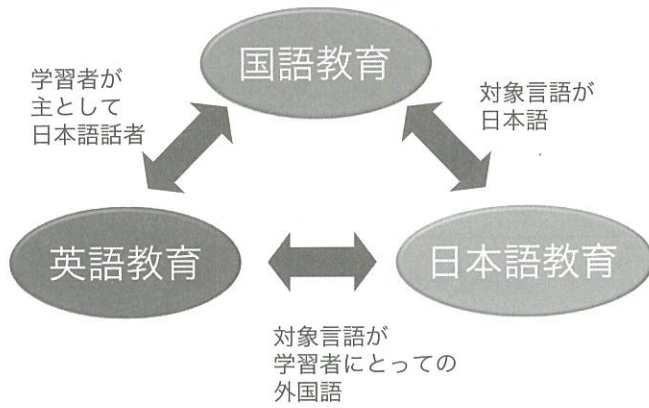 国語教育
学習者が
主として
日本語話者
対象言語が
日本語
英語教育
日本語教育
対象言語が
学習者にとっての
外国語